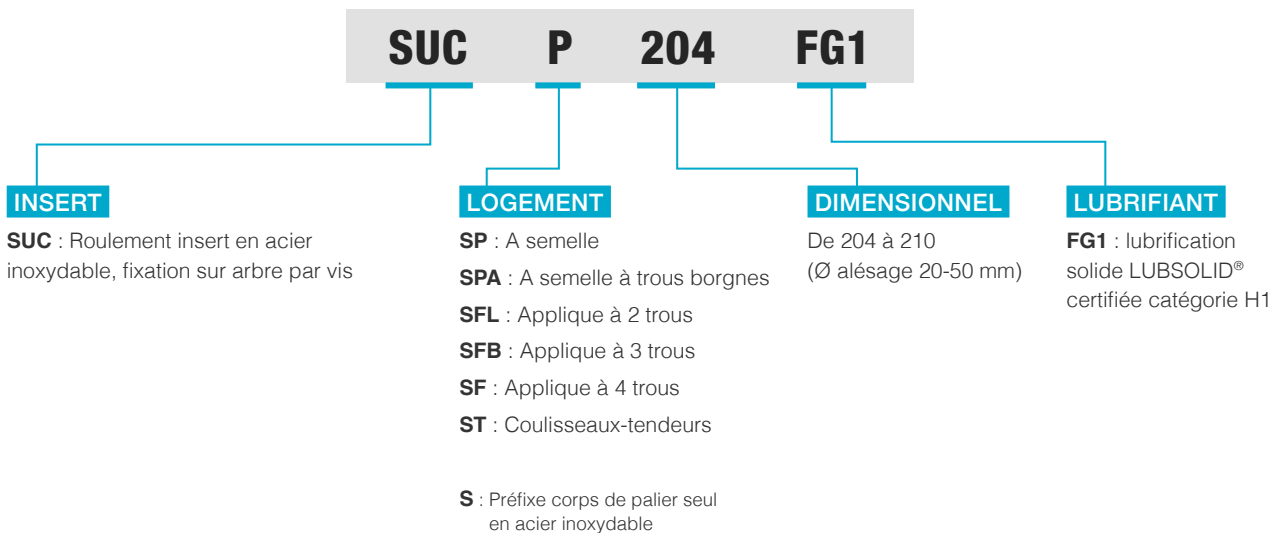 SUC P 204 FG1
INSERT
SUC : Roulement insert en acier
inoxydable, fixation sur arbre par vis
LOGEMENT
SP : A semelle
SPA : A semelle à trous borgnes
SFL : Applique à 2 trous
SFB : Applique à 3 trous
SF : Applique à 4 trous
ST : Coulisseaux-tendeurs
S : Préfixe corps de palier seul
en acier inoxydable
DIMENSIONNEL
De 204 à 210
(Ø alésage 20-50 mm)
LUBRIFIANT
FG1 : lubrification
solide LUBSOLID®
certifiée catégorie H1